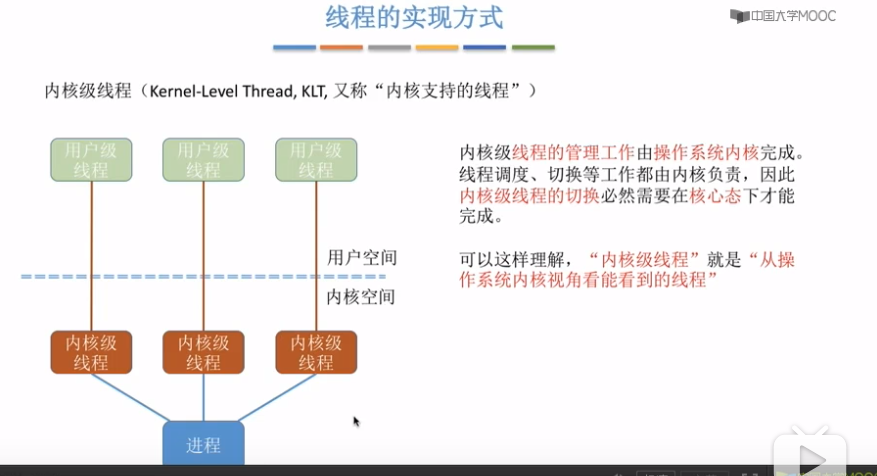 线程的实现方式
中国大学MOOC
内核级线程（Kernel-Level Thread, KLT, 又称“内核支持的线程”）
用户级
线程
用户级
线程
用户级
线程
内核级线程的管理工作由操作系统内核完成。
线程调度、切换等工作都由内核负责，因此
内核级线程的切换必然需要在核心态下才能
完成。
用户空间
可以这样理解，“内核级线程”就是“从操
作系统内核视角看能看到的线程”
内核空间
内核级
线程
内核级
线程
内核级
线程
进程